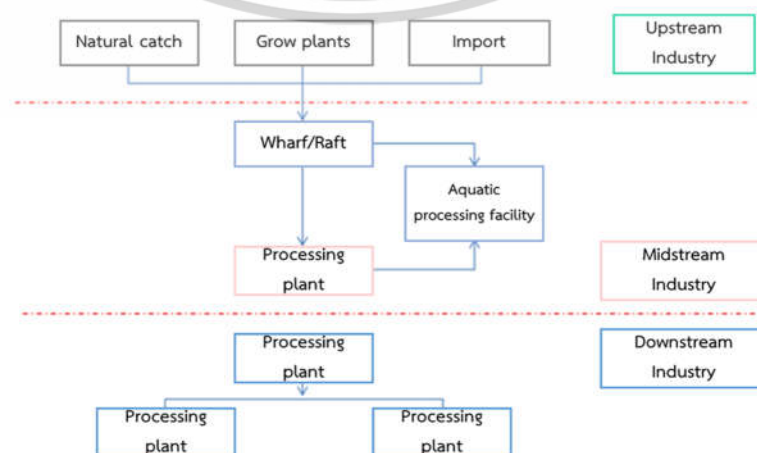 Natural catch
Grow plants
Import
Upstream
Industry
Wharf/Raft
Aquatic
processing facility
Processing
plant
Midstream
Industry
Processing
plant
Downstream
Industry
Processing
plant
Processing
plant